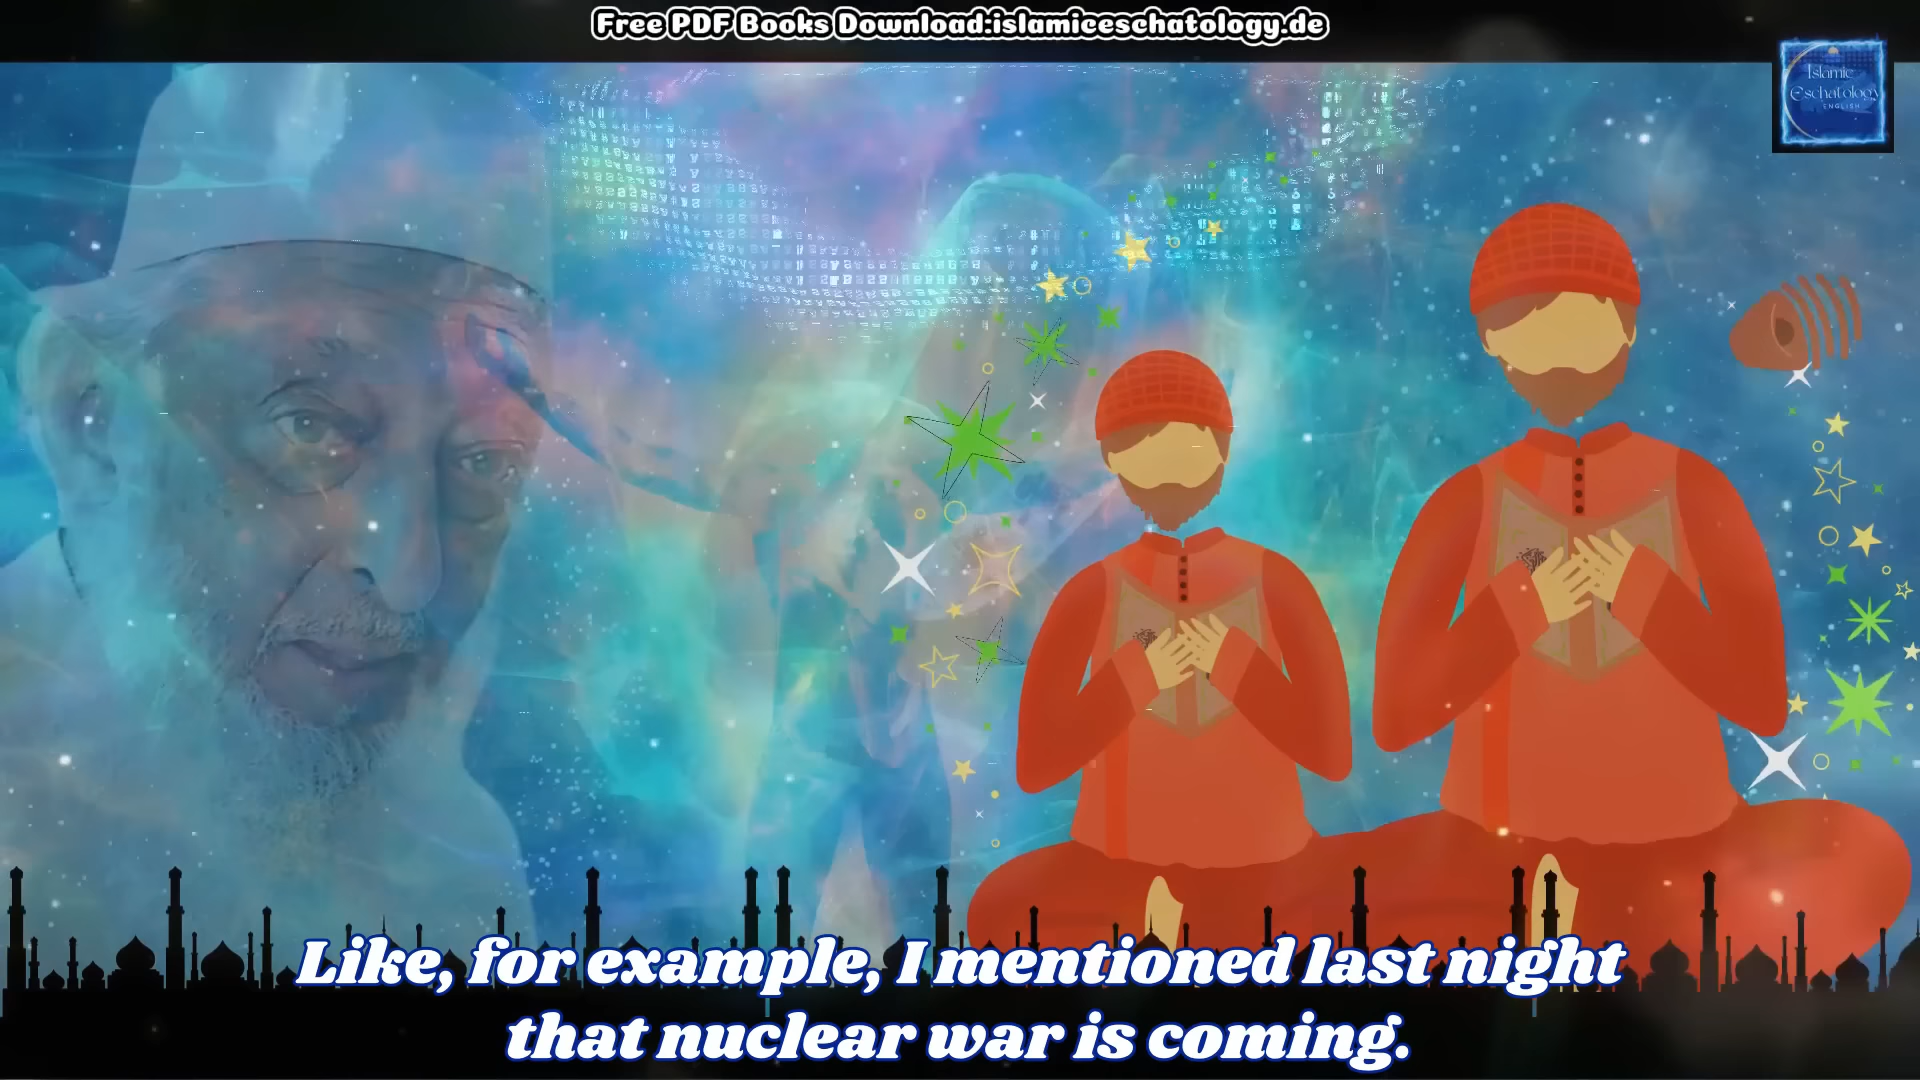 Free PDF Books Download:islamiceschatology.de
Islamic
Eschatology
ENGLISH
Like, for example, I mentioned last night
that nuclear war is coming.